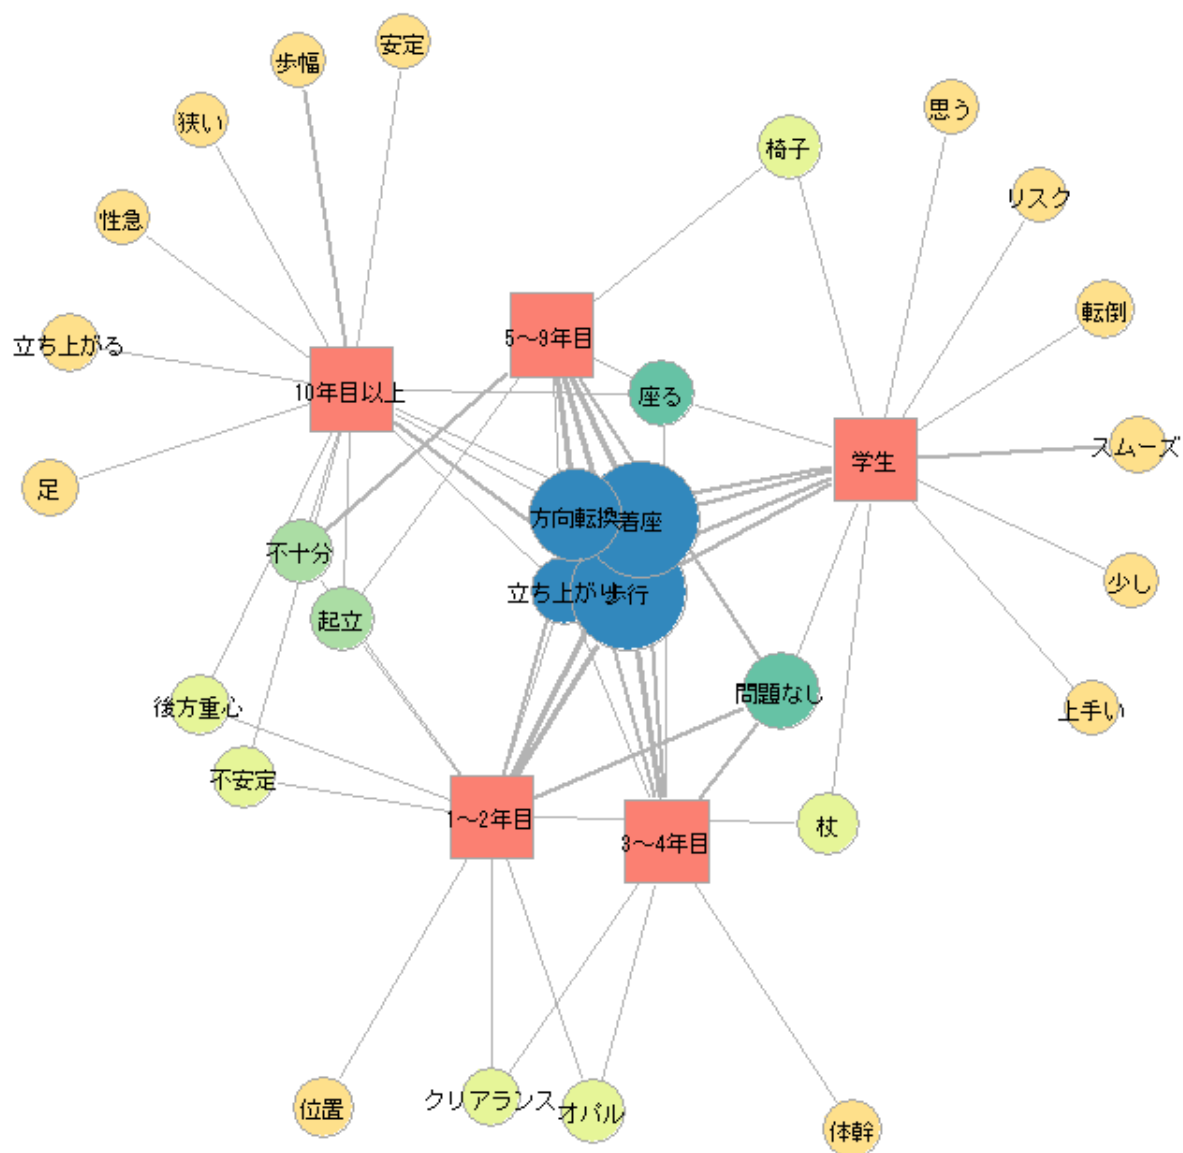 安定
歩幅
思う
狭い
椅子
リスク
性急
転倒
5～9年目
立ち上がる
10年目以上
座る
スムーズ
学生
足
方向転換
着座
不十分
少し
立ち上がり
歩行
起立
問題なし
後方重心
上手い
不安定
1～2年目
杖
3～4年目
クリアランス
位置
オバル
体幹